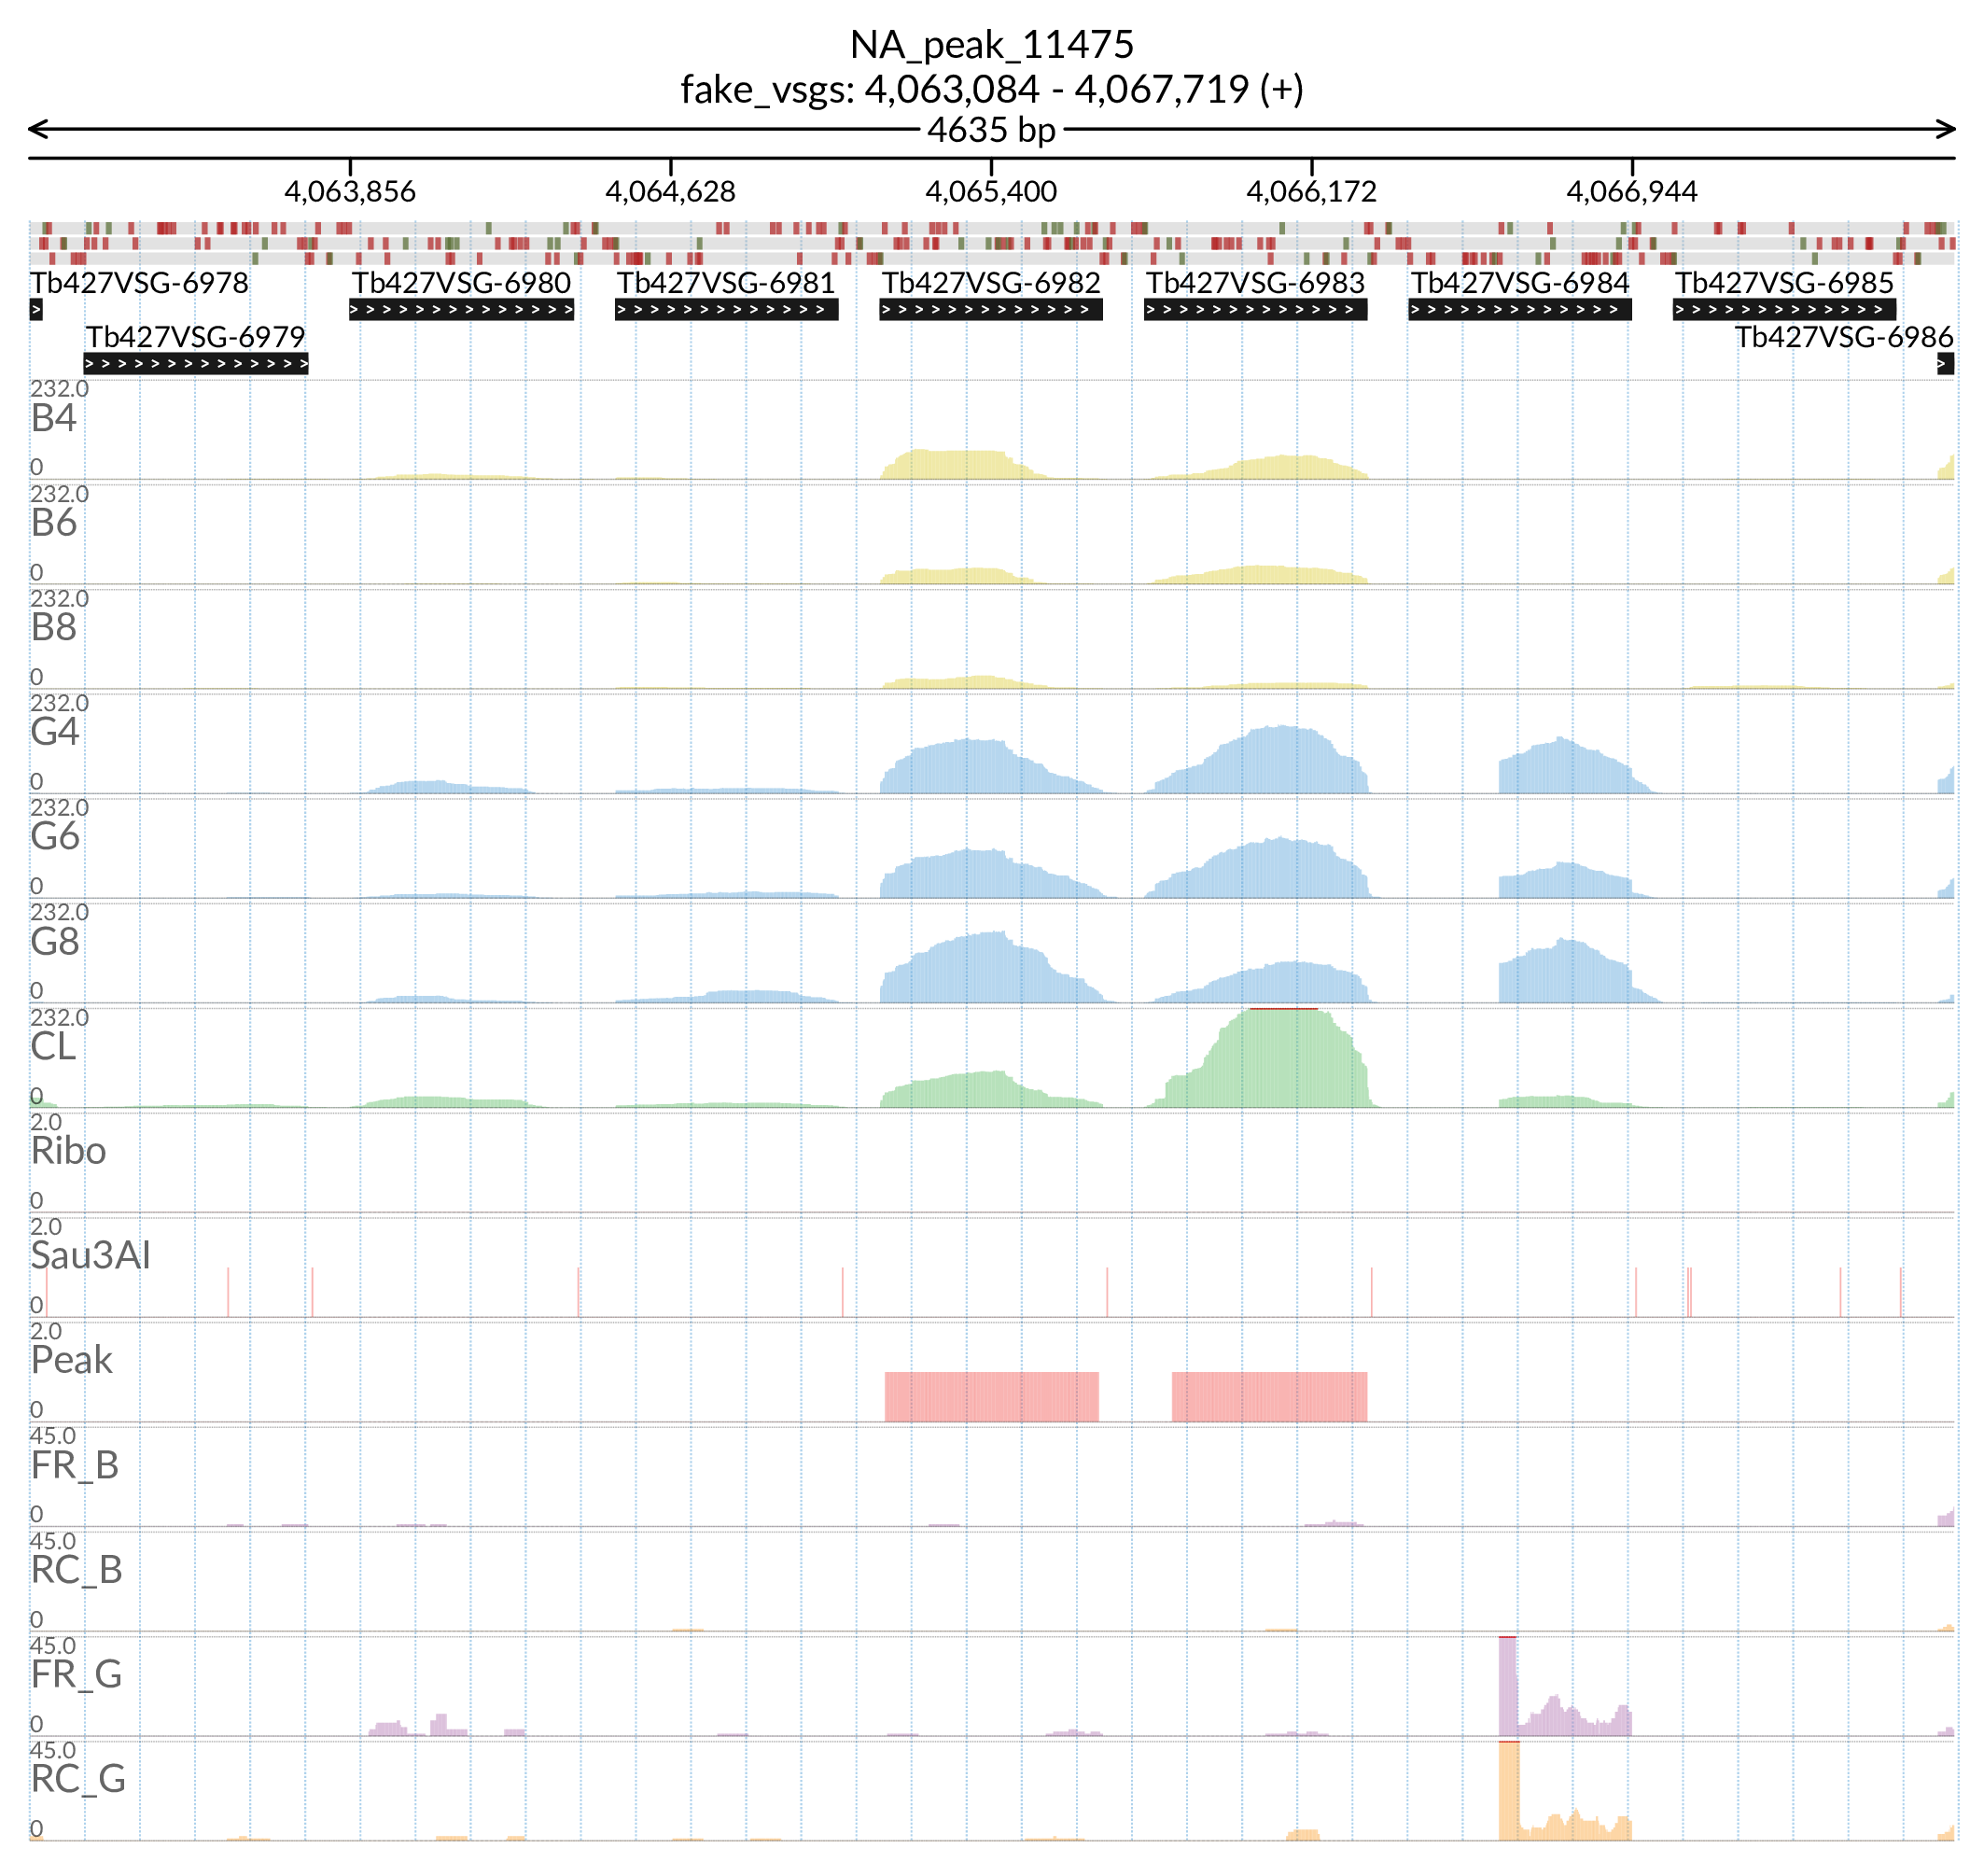 NA_peak_11475
fake_vsgs: 4,063,084 - 4,067,719 (+)
4635 bp
4,063,856 4,064,628 4,065,400 4,066,172 4,066,944
Tb427VSG-6978 Tb427VSG-6980 Tb427VSG-6981 Tb427VSG-6982 Tb427VSG-6983 Tb427VSG-6984 Tb427VSG-6985
Tb427VSG-6979 Tb427VSG-6986
232.0
B4
0
232.0
B6
0
232.0
B8
0
232.0
G4
0
232.0
G6
0
232.0
G8
0
232.0
CL
0
2.0
Ribo
0
2.0
Sau3AI
0
2.0
Peak
0
45.0
FR_B
0
45.0
RC_B
0
45.0
FR_G
0
45.0
RC_G
0